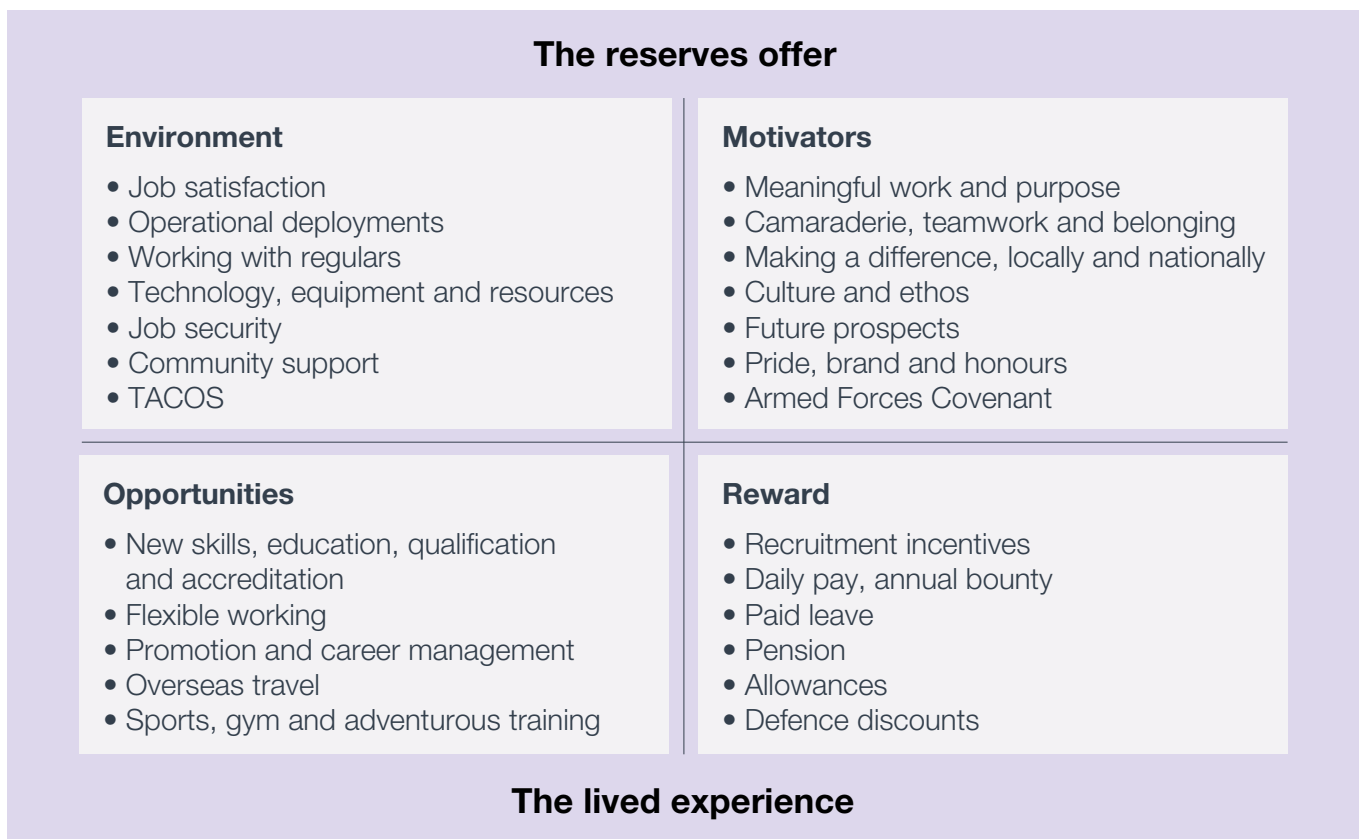 The reserves offer
Environment
• Job satisfaction
• Operational deployments
• Working with regulars
• Technology, equipment and resources
• Job security
• Community support
• TACOS
Motivators
• Meaningful work and purpose
• Camaraderie, teamwork and belonging
• Making a difference, locally and nationally
• Culture and ethos
• Future prospects
• Pride, brand and honours
• Armed Forces Covenant
Opportunities
• New skills, education, qualification
and accreditation
• Flexible working
• Promotion and career management
• Overseas travel
• Sports, gym and adventurous training
Reward
• Recruitment incentives
• Daily pay, annual bounty
• Paid leave
• Pension
• Allowances
• Defence discounts
The lived experience